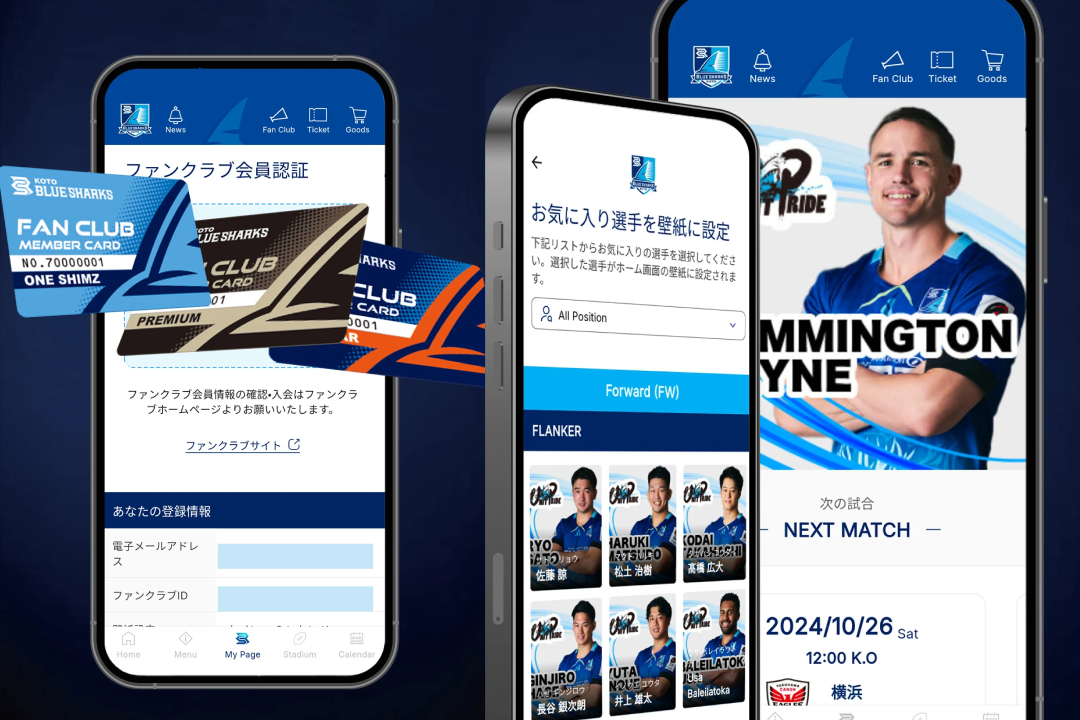 BLUE SHARKS
News
Fan Club
Ticket
Goods
ファンクラブ会員認証
KOTO
BLUE SHARKS
FAN CLUB
MEMBER CARD
NO.70000001
ONE SHIMZ
KOTO
BLUE SHARKS
CLUB
CARD
01
PREMIUM
ARKS
CLUB
CARD
0001
AR
ファンクラブ会員情報の確認・入会はファンクラ
ブホームページよりお願いいたします。
ファンクラブサイト
あなたの登録情報
電子メールアドレ
ス
ファンクラブID
Home
Menu
My Page
Stadium
Calendar
お気に入り選手を壁紙に設定
下記リストからお気に入りの選手を選択してくださ
い。選択した選手がホーム画面の壁紙に設定されま
す。
All Position
Forward (FW)
FLANKER
佐藤 諒
松土 治樹
髙橋 広大
長谷 銀次朗
井上 雄太
Usa
Baleilatoka
BLUE SHARKS
News
Fan Club
Ticket
Goods
RIDE
MMINGTON
YNE
次の試合
NEXT MATCH
2024/10/26 Sat
12:00 K.O
YOKOHAMA
CANON
EAGLES
横浜